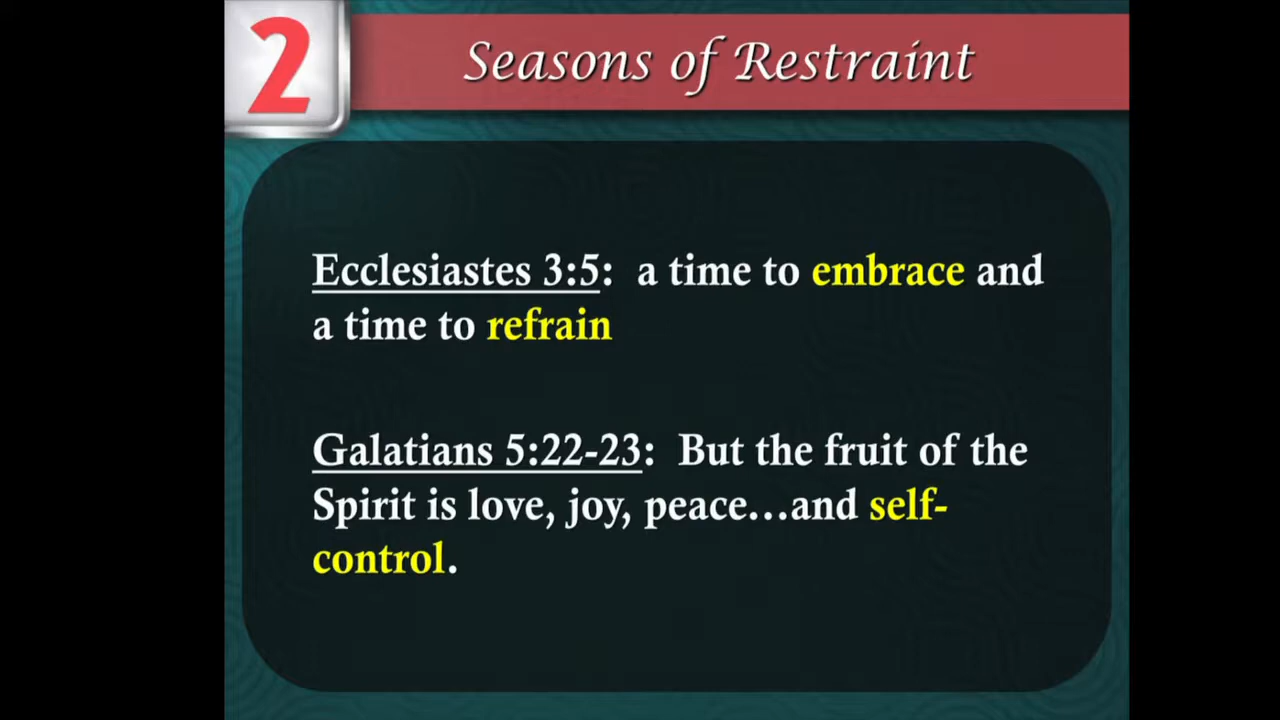 2
Seasons of Restraint
Ecclesiastes 3:5:  a time to embrace and
a time to refrain
Galatians 5:22-23:  But the fruit of the
Spirit is love, joy, peace…and self-
control.